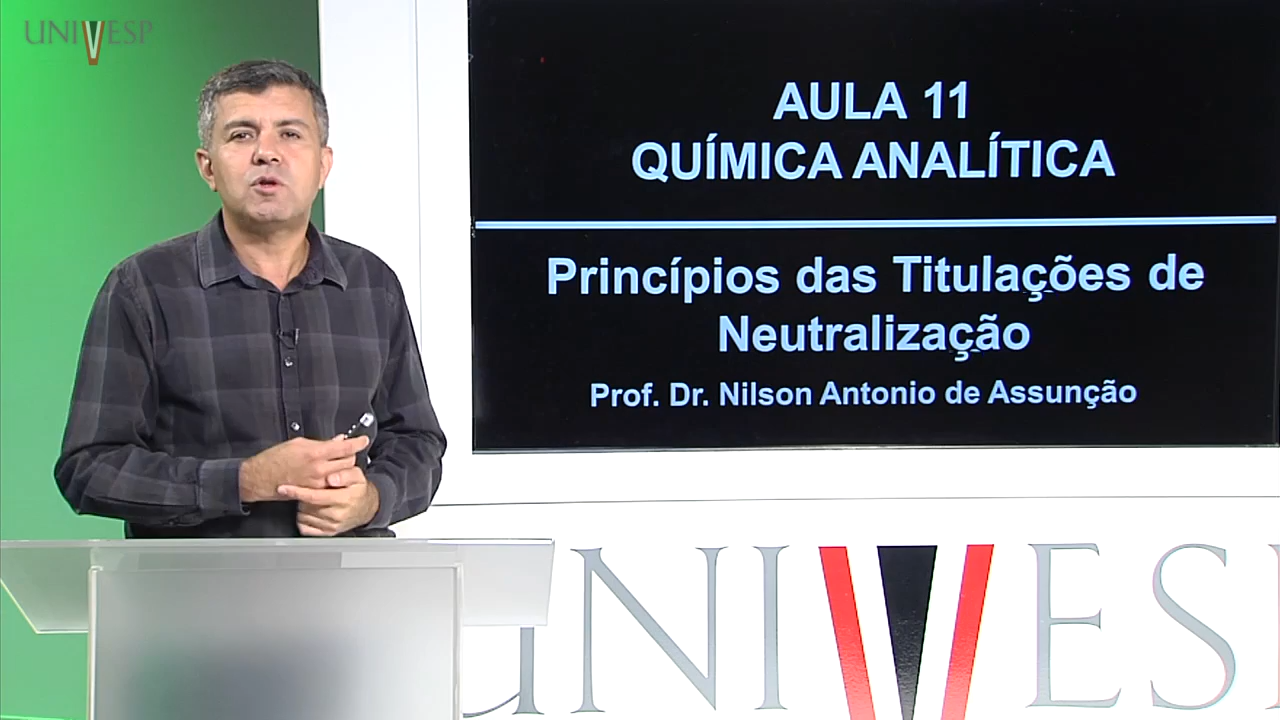 UNIVESP
AULA 11
QUÍMICA ANALÍTICA
Princípios das Titulações de
Neutralização
Prof. Dr. Nilson Antonio de Assunção
UNIVESP